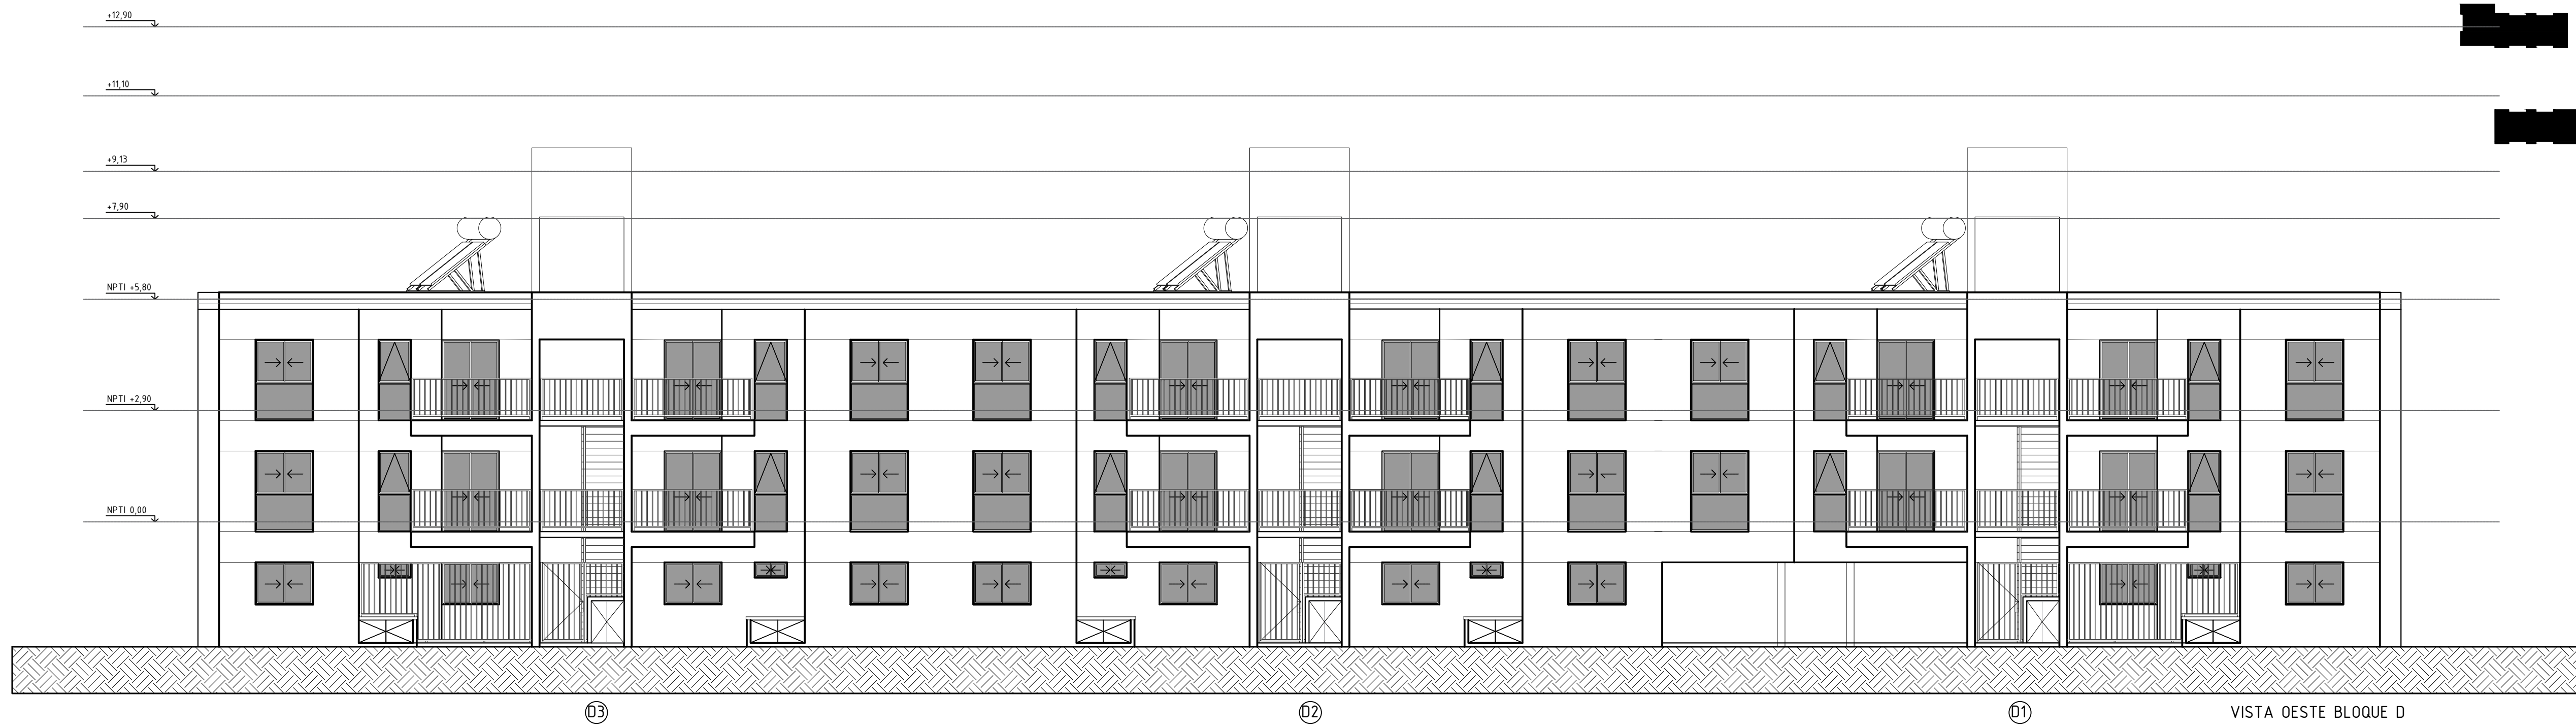 +12,90
+11,10
+9,13
+7,90
NPTI +5,80
NPTI +2,90
NPTI 0,00
D3
D2
D1
VISTA OESTE BLOQUE D